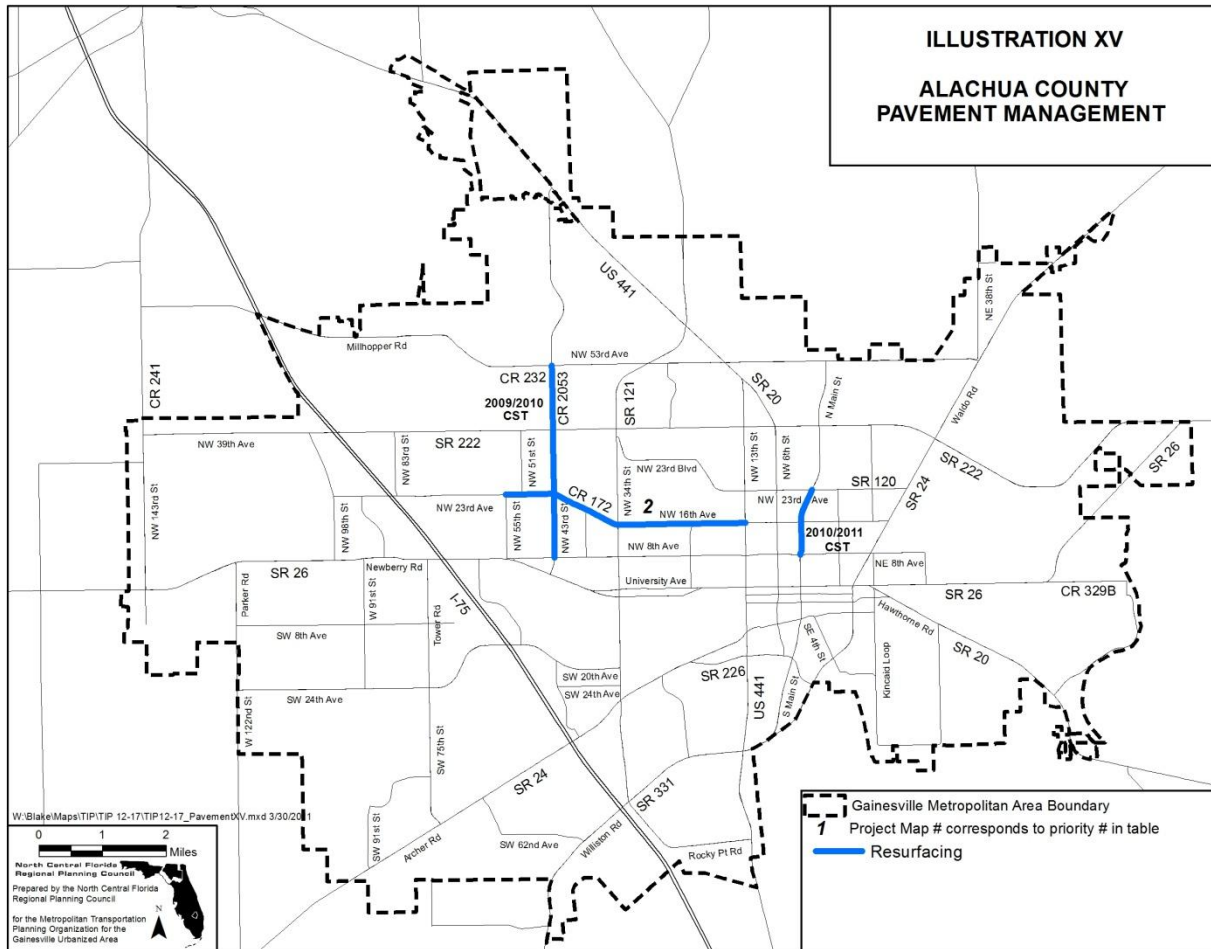 ILLUSTRATION XV
ALACHUA COUNTY
PAVEMENT MANAGEMENT
US 441
NE 38th St
Millhopper Rd
NW 53rd Ave
CR 241
CR 232
CR 2053
SR 121
SR 20
N Main St
Waldo Rd
2009/2010
CST
NW 39th Ave
SR 222
NW 83rd St
NW 51st St
NW 34th St
NW 23rd Blvd
NW 13th St
NW 6th St
SR 120
SR 24
SR 222
SR 26
NW 143rd St
NW 98th St
NW 23rd Ave
NW 55th St
NW 43rd St
CR 172
2
NW 16th Ave
NW 23rd Ave
2010/2011
CST
NW 8th Ave
NE 8th Ave
SR 26
Newberry Rd
University Ave
SR 26
CR 329B
Parker Rd
W 91st St
Tower Rd
I-75
Hawthorne Rd
SR 20
SW 8th Ave
SE 4th St
Kincaid Loop
SW 20th Ave
SW 24th Ave
SR 226
US 441
S Main St
W 122nd St
SW 24th Ave
SW 75th St
SR 24
SR 331
SW 91st St
Archer Rd
SW 62nd Ave
Williston Rd
Rocky Pt Rd
W:\Blake\Maps\TIP\TIP 12-17\TIP12-17_PavementXV.mxd 3/30/2011
0 1 2
Miles
North Central Florida
Regional Planning Council
Prepared by the North Central Florida
Regional Planning Council
for the Metropolitan Transportation
Planning Organization for the
Gainesville Urbanized Area
N
Gainesville Metropolitan Area Boundary
1 Project Map # corresponds to priority # in table
Resurfacing